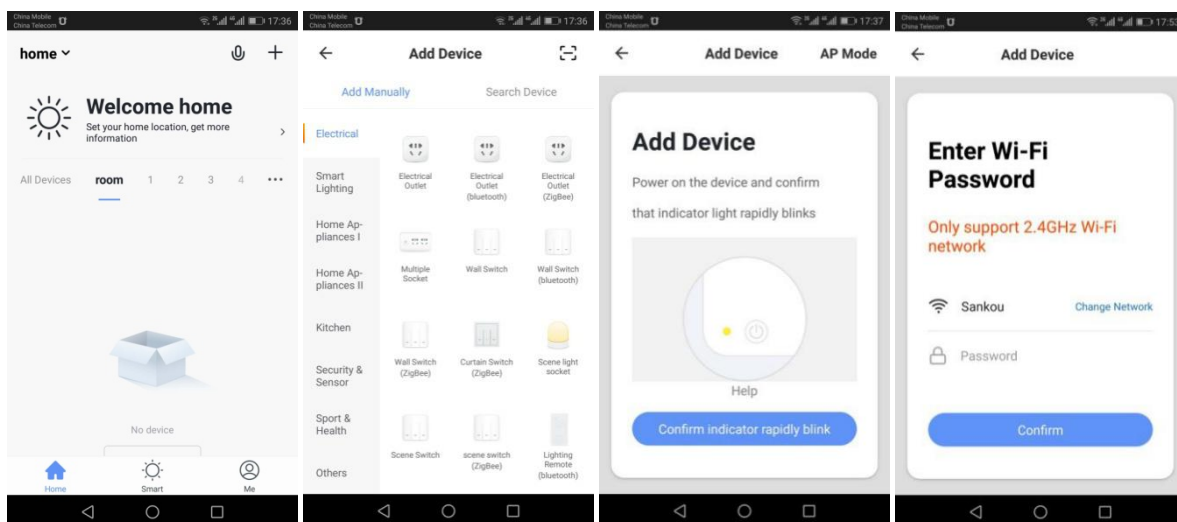 China Mobile
China Telecom
17:36
home
Welcome home
Set your home location, get more
information
All Devices room 1 2 3 4
No device
Home Smart Me
China Mobile
China Telecom
17:36
Add Device
Add Manually Search Device
Electrical
Smart
Lighting
Home Ap-
pliances I
Home Ap-
pliances II
Kitchen
Security &
Sensor
Sport &
Health
Others
Electrical
Outlet
Electrical
Outlet
(bluetooth)
Electrical
Outlet
(ZigBee)
Multiple
Socket
Wall Switch
Wall Switch
(bluetooth)
Wall Switch
(ZigBee)
Curtain Switch
(ZigBee)
Scene light
socket
Scene Switch
scene switch
(ZigBee)
Lighting
Remote
(bluetooth)
China Mobile
China Telecom
17:37
Add Device AP Mode
Add Device
Power on the device and confirm
that indicator light rapidly blinks
Help
Confirm indicator rapidly blink
China Mobile
China Telecom
17:53
Add Device
Enter Wi-Fi
Password
Only support 2.4GHz Wi-Fi
network
Sankou Change Network
Password
Confirm